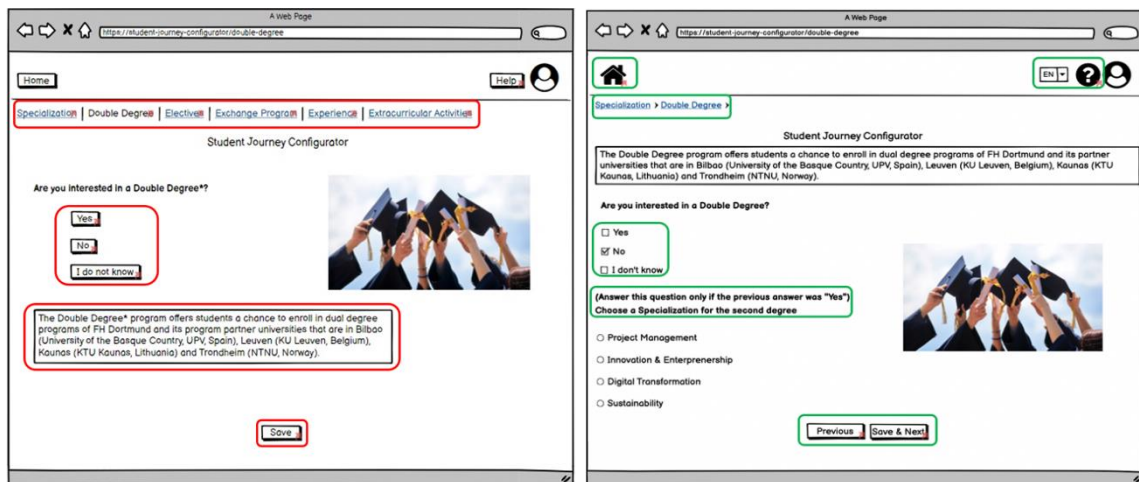 A Web Page
https://student-journey-configurator/double-degree
Home
Help
Specialization | Double Degree | Elective | Exchange Program | Experience | Extracurricular Activities
Student Journey Configurator
Are you interested in a Double Degree*?
Yes
No
I do not know
The Double Degree* program offers students a chance to enroll in dual degree
programs of FH Dortmund and its program partner universities that are in Bilbao
(University of the Basque Country, UPV, Spain), Leuven (KU Leuven, Belgium),
Kaunas (KTU Kaunas, Lithuania) and Trondheim (NTNU, Norway).
Save
A Web Page
https://student-journey-configurator/double-degree
EN
?
Specialization > Double Degree >
Student Journey Configurator
The Double Degree program offers students a chance to enroll in dual degree programs of FH Dortmund and its partner
universities that are in Bilbao (University of the Basque Country, UPV, Spain), Leuven (KU Leuven, Belgium), Kaunas (KTU
Kaunas, Lithuania) and Trondheim (NTNU, Norway).
Are you interested in a Double Degree?
Yes
No
I don't know
(Answer this question only if the previous answer was "Yes")
Choose a Specialization for the second degree
Project Management
Innovation & Enterprenership
Digital Transformation
Sustainability
Previous
Save & Next